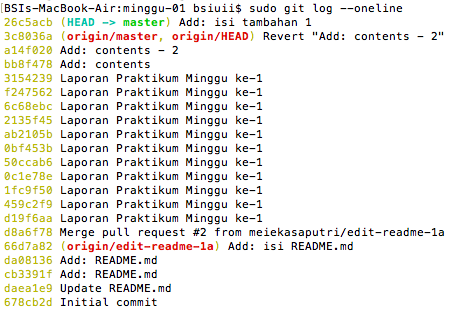 [BSIs-MacBook-Air:minggu-01 bsiuii$ sudo git log --oneline
26c5acb (HEAD -> master) Add: isi tambahan 1
3c8036a (origin/master, origin/HEAD) Revert "Add: contents - 2"
a14f020 Add: contents - 2
bb8f478 Add: contents
3154239 Laporan Praktikum Minggu ke-1
f247562 Laporan Praktikum Minggu ke-1
6c68ebc Laporan Praktikum Minggu ke-1
2135f45 Laporan Praktikum Minggu ke-1
ab2105b Laporan Praktikum Minggu ke-1
0bf453b Laporan Praktikum Minggu ke-1
50ccab6 Laporan Praktikum Minggu ke-1
0c1e78e Laporan Praktikum Minggu ke-1
1fc9f50 Laporan Praktikum Minggu ke-1
459c2f9 Laporan Praktikum Minggu ke-1
d19f6aa Laporan Praktikum Minggu ke-1
d8a6f78 Merge pull request #2 from meiekasaputri/edit-readme-1a
66d7a82 (origin/edit-readme-1a) Add: isi README.md
da08136 Add: README.md
cb3391f Add: README.md
daea1e9 Update README.md
678cb2d Initial commit